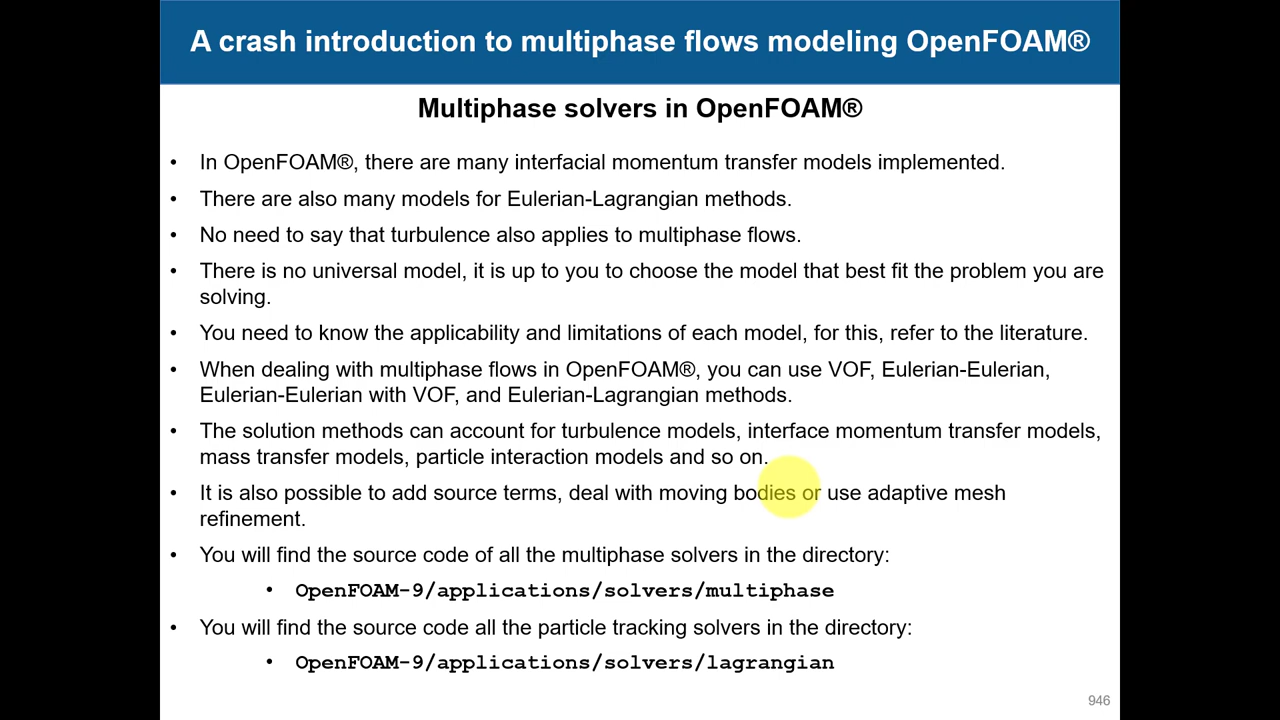 A crash introduction to multiphase flows modeling OpenFOAM®
Multiphase solvers in OpenFOAM®
• In OpenFOAM®, there are many interfacial momentum transfer models implemented.
• There are also many models for Eulerian-Lagrangian methods.
• No need to say that turbulence also applies to multiphase flows.
• There is no universal model, it is up to you to choose the model that best fit the problem you are
solving.
• You need to know the applicability and limitations of each model, for this, refer to the literature.
• When dealing with multiphase flows in OpenFOAM®, you can use VOF, Eulerian-Eulerian,
Eulerian-Eulerian with VOF, and Eulerian-Lagrangian methods.
• The solution methods can account for turbulence models, interface momentum transfer models,
mass transfer models, particle interaction models and so on.
• It is also possible to add source terms, deal with moving bodies or use adaptive mesh
refinement.
• You will find the source code of all the multiphase solvers in the directory:
• OpenFOAM-9/applications/solvers/multiphase
• You will find the source code all the particle tracking solvers in the directory:
• OpenFOAM-9/applications/solvers/lagrangian
946